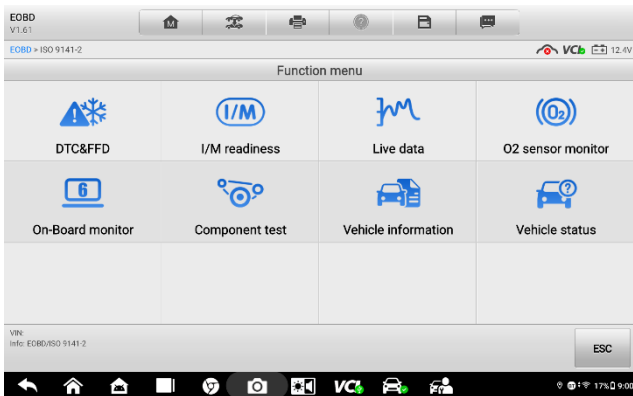 EOBD
V1.61
M
?
EOBD > ISO 9141-2
VCI
12.4V
Function menu
I/M
O2
DTC&FFD
I/M readiness
Live data
O2 sensor monitor
6
?
On-Board monitor
Component test
Vehicle information
Vehicle status
VIN:
Info: EOBD/ISO 9141-2
ESC
VCI
17%
9:00